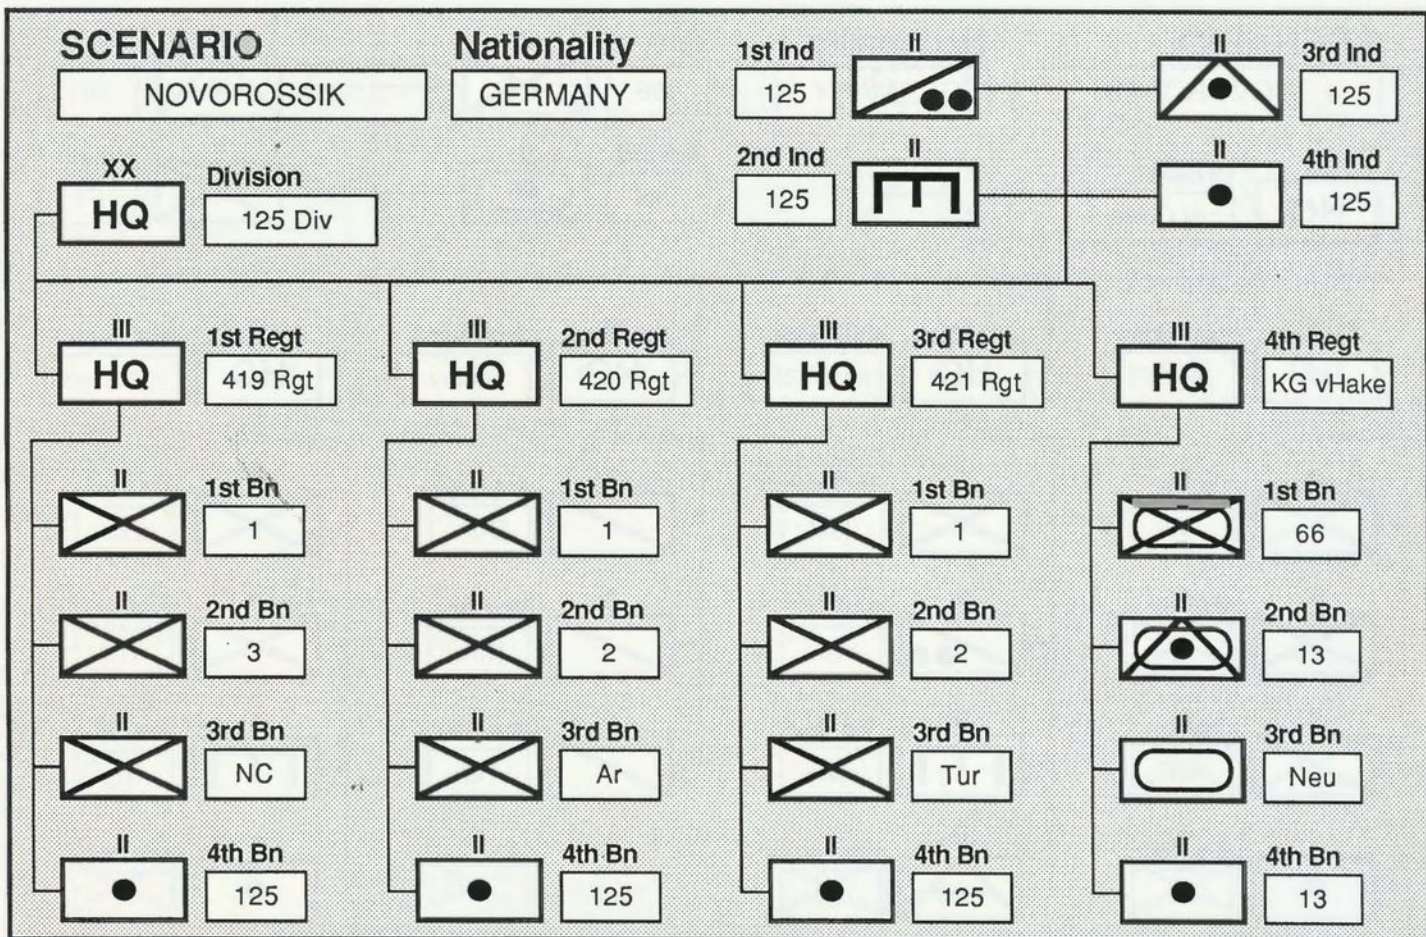 SCENARIO
Nationality
NOVOROSSIK
GERMANY
1st Ind
II
II
3rd Ind
125
125
2nd Ind
II
II
4th Ind
125
125
XX
Division
HQ
125 Div
III
1st Regt
III
2nd Regt
III
3rd Regt
III
4th Regt
HQ
419 Rgt
HQ
420 Rgt
HQ
421 Rgt
HQ
KG vHake
II
1st Bn
II
1st Bn
II
1st Bn
II
1st Bn
1
1
1
66
II
2nd Bn
II
2nd Bn
II
2nd Bn
II
2nd Bn
3
2
2
13
II
3rd Bn
II
3rd Bn
II
3rd Bn
II
3rd Bn
NC
Ar
Tur
Neu
II
4th Bn
II
4th Bn
II
4th Bn
II
4th Bn
125
125
125
13